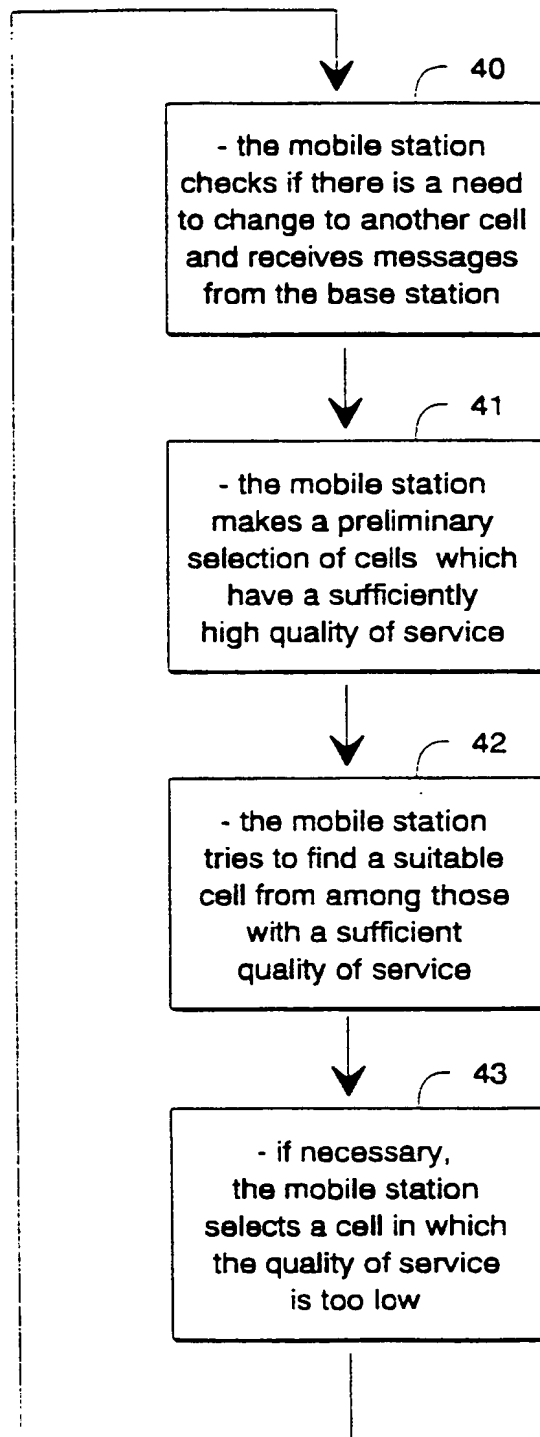 40
- the mobile station
checks if there is a need
to change to another cell
and receives messages
from the base station
41
- the mobile station
makes a preliminary
selection of cells which
have a sufficiently
high quality of service
42
- the mobile station
tries to find a suitable
cell from among those
with a sufficient
quality of service
43
- if necessary,
the mobile station
selects a cell in which
the quality of service
is too low